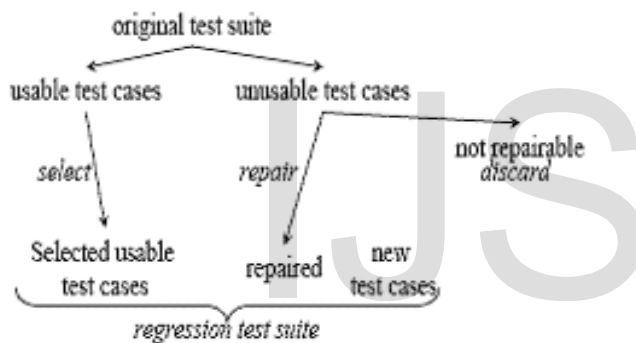 original test suite
usable test cases
unusable test cases
not repairable
discard
select
repair
Selected usable
test cases
repaired
new
test cases
regression test suite
IJS